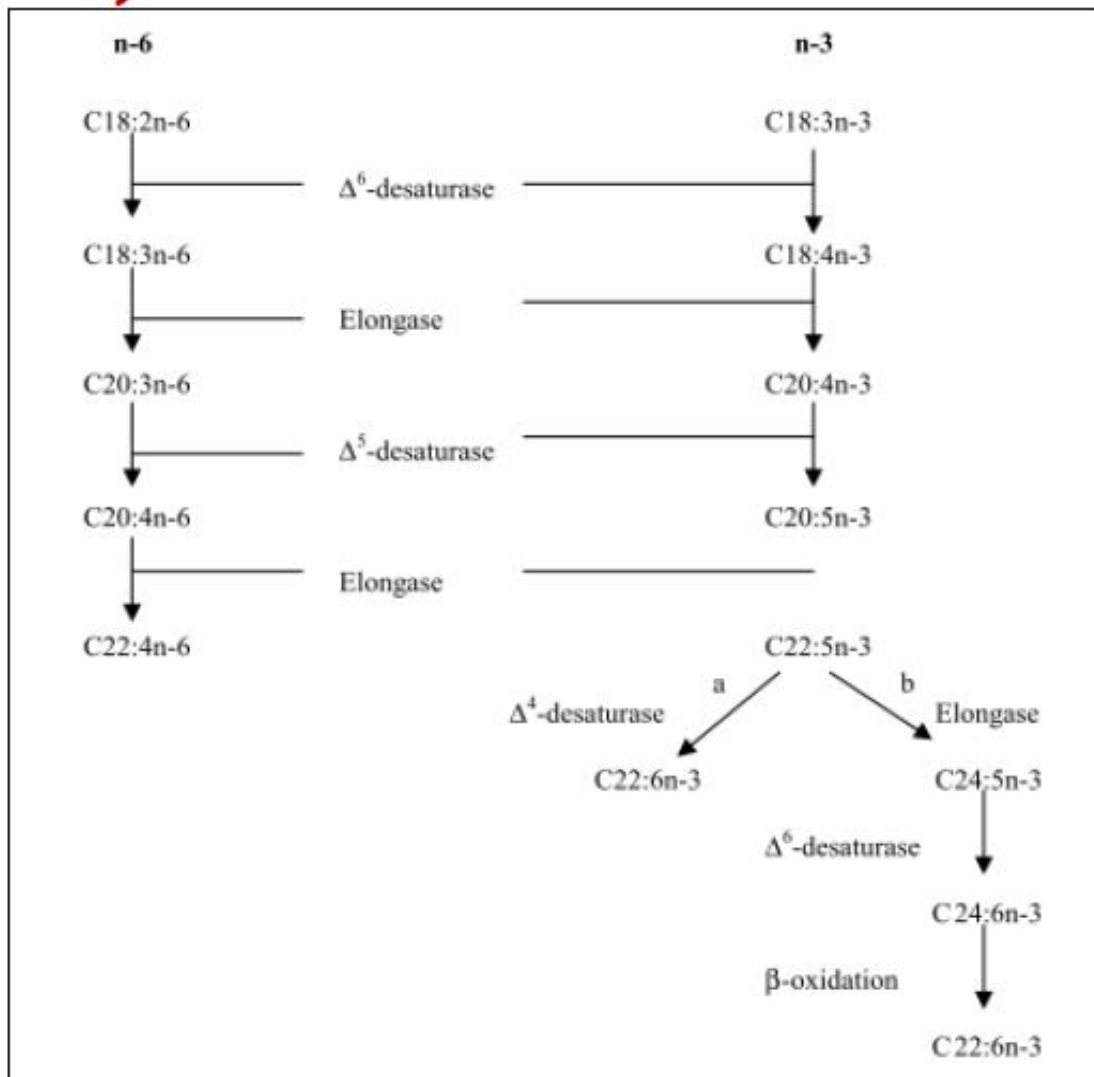 n-6 n-3
C18:2n-6 C18:3n-3
Δ⁶-desaturase
C18:3n-6 C18:4n-3
Elongase
C20:3n-6 C20:4n-3
Δ⁵-desaturase
C20:4n-6 C20:5n-3
Elongase
C22:4n-6 C22:5n-3
a b
Δ⁴-desaturase Elongase
C22:6n-3 C24:5n-3
Δ⁶-desaturase
C24:6n-3
β-oxidation
C22:6n-3